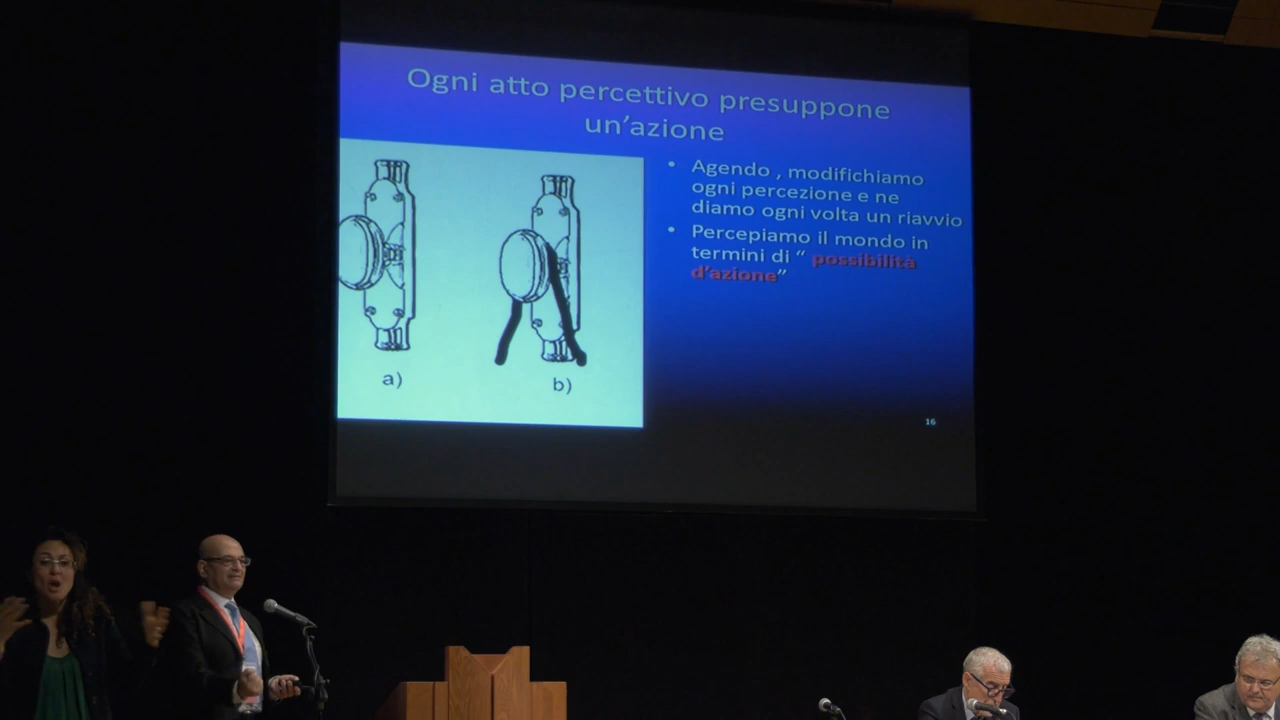 Ogni atto percettivo presuppone
un’azione
• Agendo , modifichiamo
ogni percezione e ne
diamo ogni volta un riavvio
• Percepiamo il mondo in
termini di “ possibilità
d’azione”
a)
b)
16